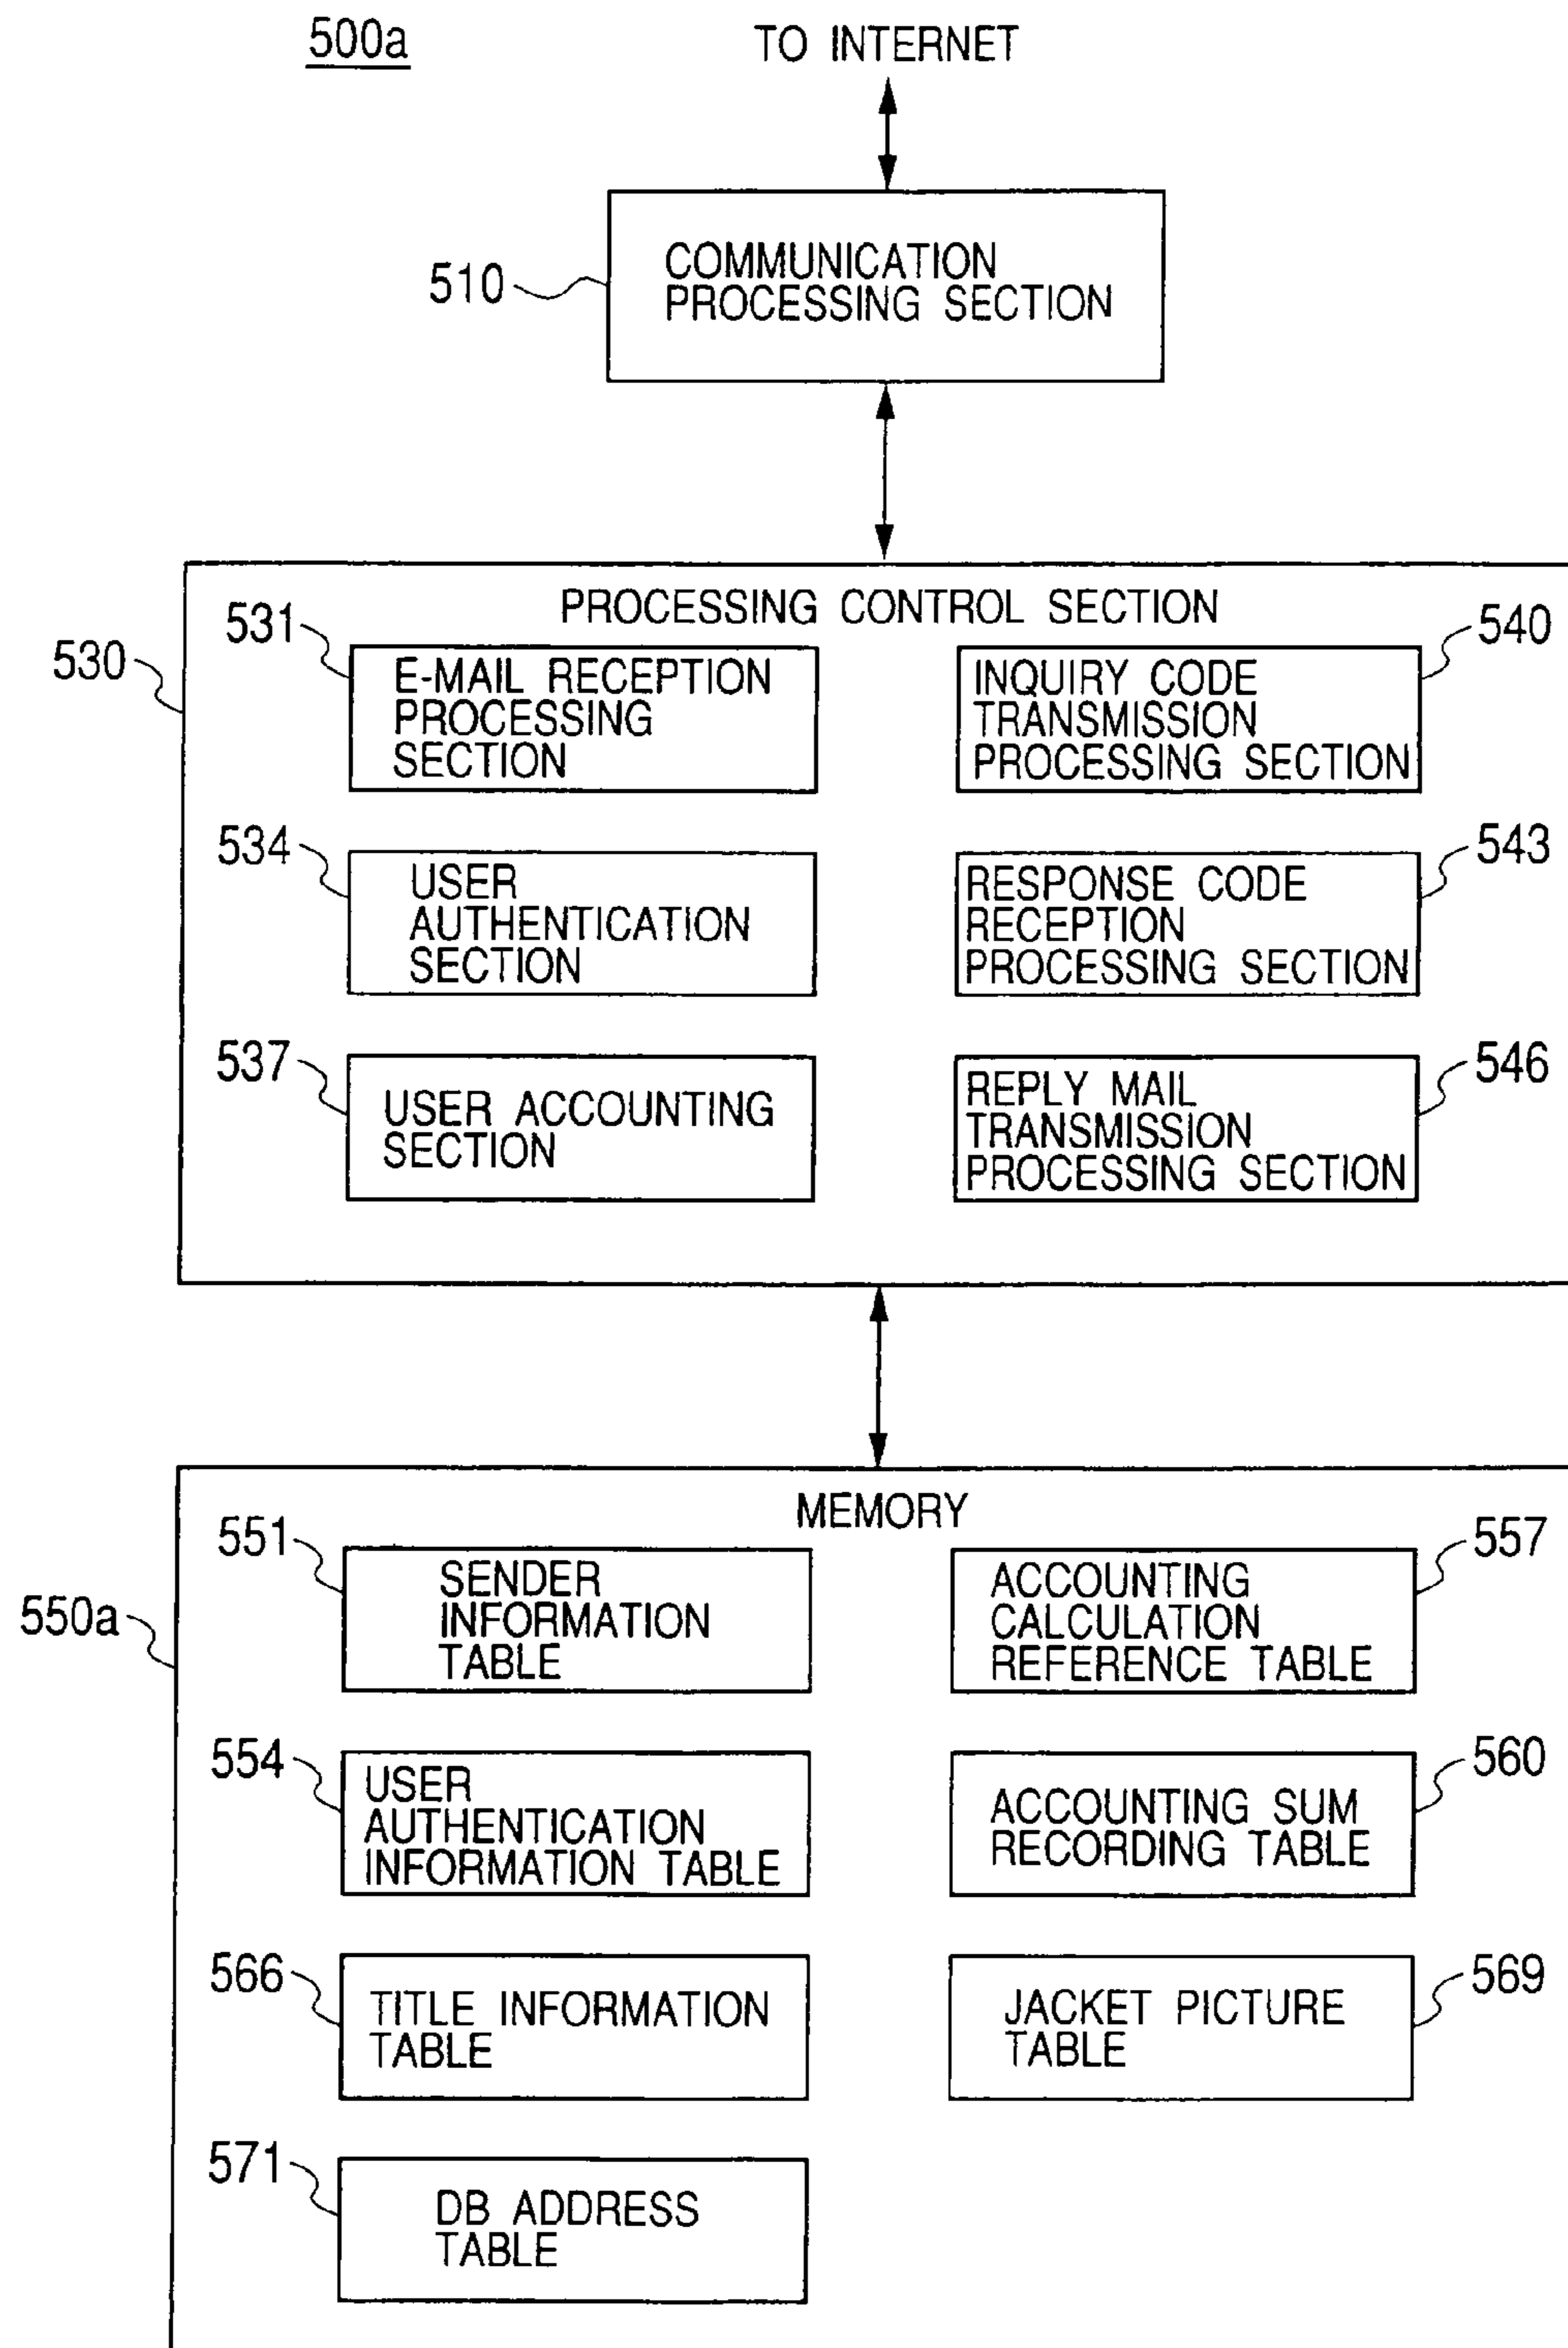 500a
TO INTERNET
510
COMMUNICATION
PROCESSING SECTION
530
PROCESSING CONTROL SECTION
531
E-MAIL RECEPTION
PROCESSING
SECTION
540
INQUIRY CODE
TRANSMISSION
PROCESSING SECTION
534
USER
AUTHENTICATION
SECTION
543
RESPONSE CODE
RECEPTION
PROCESSING SECTION
537
USER ACCOUNTING
SECTION
546
REPLY MAIL
TRANSMISSION
PROCESSING SECTION
550a
MEMORY
551
SENDER
INFORMATION
TABLE
557
ACCOUNTING
CALCULATION
REFERENCE TABLE
554
USER
AUTHENTICATION
INFORMATION TABLE
560
ACCOUNTING SUM
RECORDING TABLE
566
TITLE INFORMATION
TABLE
569
JACKET PICTURE
TABLE
571
DB ADDRESS
TABLE